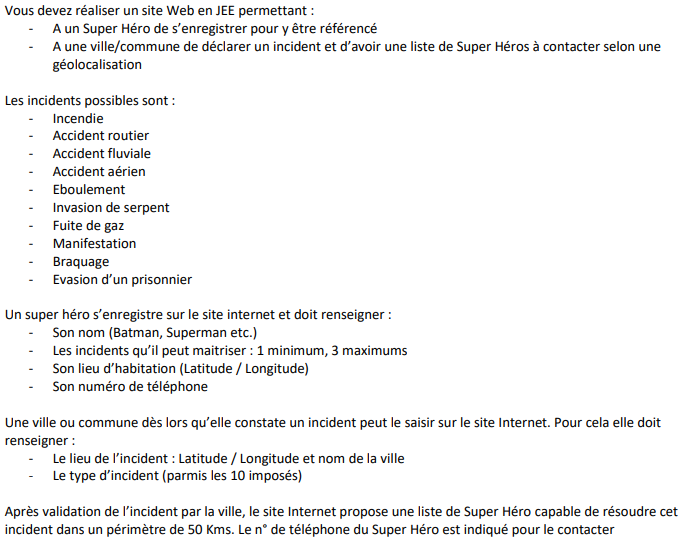 Vous devez réaliser un site Web en JEE permettant :
- A un Super Héro de s'enregistrer pour y être référencé
- A une ville/commune de déclarer un incident et d'avoir une liste de Super Héros à contacter selon une
géolocalisation
Les incidents possibles sont :
- Incendie
- Accident routier
- Accident fluviale
- Accident aérien
- Eboulement
- Invasion de serpent
- Fuite de gaz
- Manifestation
- Braquage
- Evasion d'un prisonnier
Un super héro s'enregistre sur le site internet et doit renseigner :
- Son nom (Batman, Superman etc.)
- Les incidents qu'il peut maitriser : 1 minimum, 3 maximums
- Son lieu d'habitation (Latitude / Longitude)
- Son numéro de téléphone
Une ville ou commune dès lors qu'elle constate un incident peut le saisir sur le site Internet. Pour cela elle doit
renseigner :
- Le lieu de l'incident : Latitude / Longitude et nom de la ville
- Le type d'incident (parmis les 10 imposés)
Après validation de l'incident par la ville, le site Internet propose une liste de Super Héro capable de résoudre cet
incident dans un périmètre de 50 Kms. Le n° de téléphone du Super Héro est indiqué pour le contacter